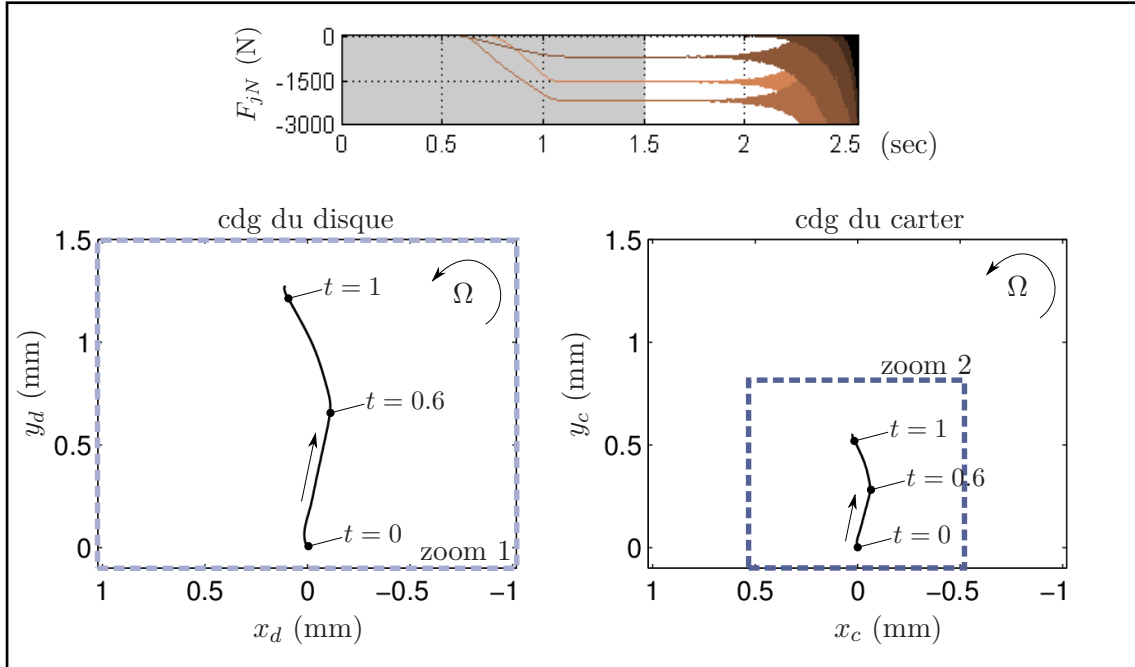 F_{jN} (N)
0
-1500
-3000
0 0.5 1 1.5 2 2.5 (sec)
cdg du disque
1.5
1
0.5
0
y_d (mm)
Ω
t = 1
t = 0.6
t = 0
zoom 1
1 0.5 0 −0.5 −1
x_d (mm)
cdg du carter
1.5
1
0.5
0
y_c (mm)
Ω
zoom 2
t = 1
t = 0.6
t = 0
1 0.5 0 −0.5 −1
x_c (mm)